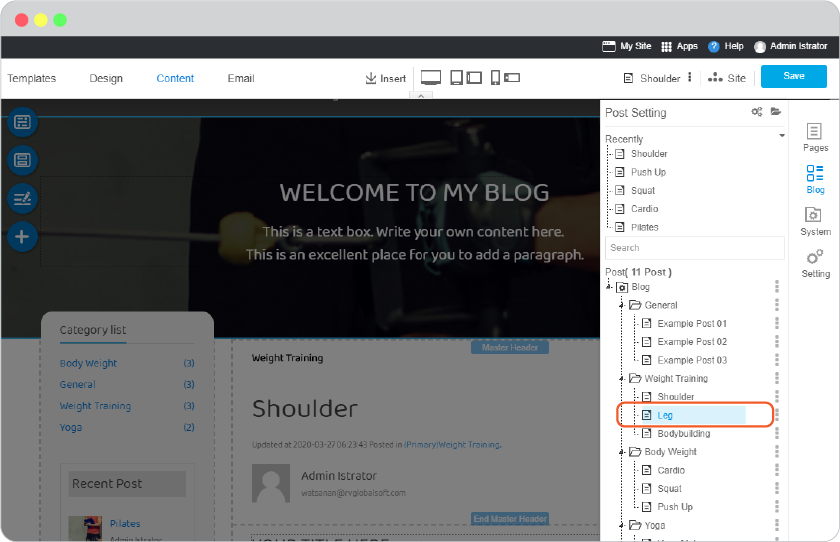 My Site Apps ? Help Admin Istrator
Templates Design Content Email Insert Shoulder Site Save
WELCOME TO MY BLOG
This is a text box. Write your own content here.
This is an excellent place for you to add a paragraph.
Category list
Body Weight (3)
General (3)
Weight Training (3)
Yoga (2)
Recent Post
Pilates
Admin Istrator
Master Header
Weight Training
Shoulder
Updated at 2020-03-27 06:23:43 Posted in (Primary)Weight Training.
Admin Istrator
watsanan@rvglobalsoft.com
End Master Header
YOUR TITLE HERE
Post Setting
Recently
Shoulder
Push Up
Squat
Cardio
Pilates
Search
Post( 11 Post )
Blog
General
Example Post 01
Example Post 02
Example Post 03
Weight Training
Shoulder
Leg
Bodybuilding
Body Weight
Cardio
Squat
Push Up
Yoga
Pages
Blog
System
Setting